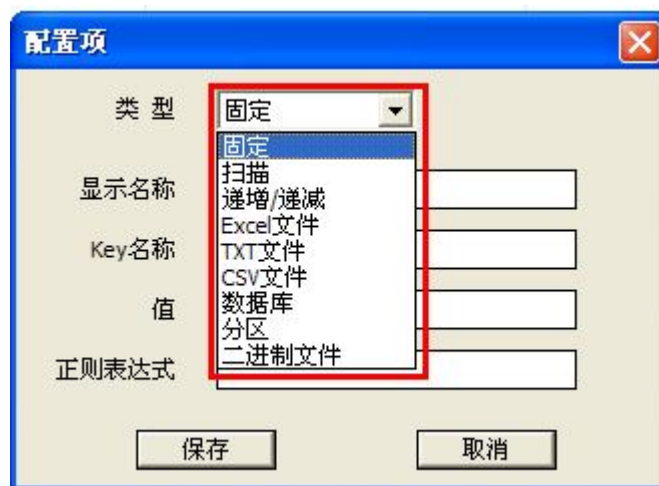 配置项
类 型
固定
固定
扫描
递增/递减
显示名称
Excel文件
Key名称
TXT文件
CSV文件
值
数据库
分区
二进制文件
正则表达式
保存
取消